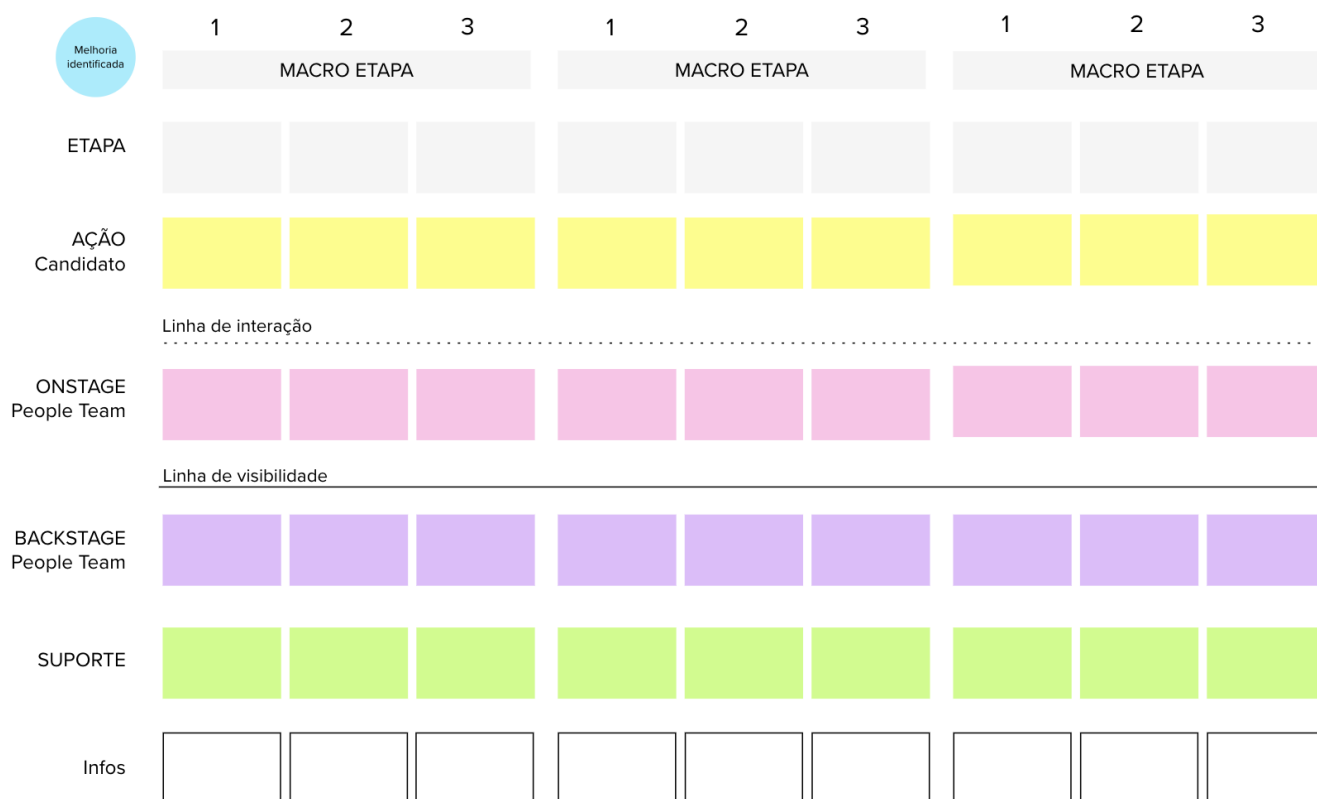 1 2 3 1 2 3 1 2 3
Melhoria
identificada
MACRO ETAPA MACRO ETAPA MACRO ETAPA
ETAPA
AÇÃO
Candidato
Linha de interação
ONSTAGE
People Team
Linha de visibilidade
BACKSTAGE
People Team
SUPORTE
Infos